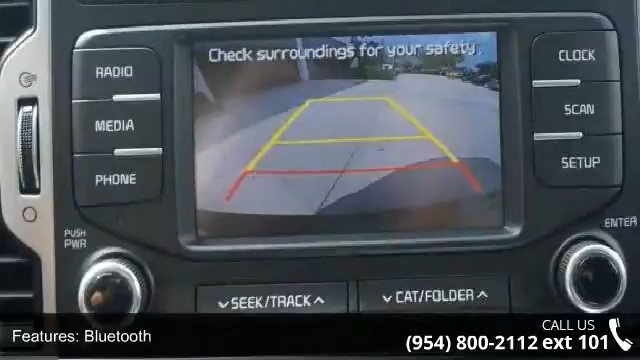 Check surroundings for your safety.
RADIO
MEDIA
PHONE
CLOCK
SCAN
SETUP
PUSH
PWR
ENTER
SEEK/TRACK
CAT/FOLDER
Features: Bluetooth
CALL US
(954) 800-2112 ext 101